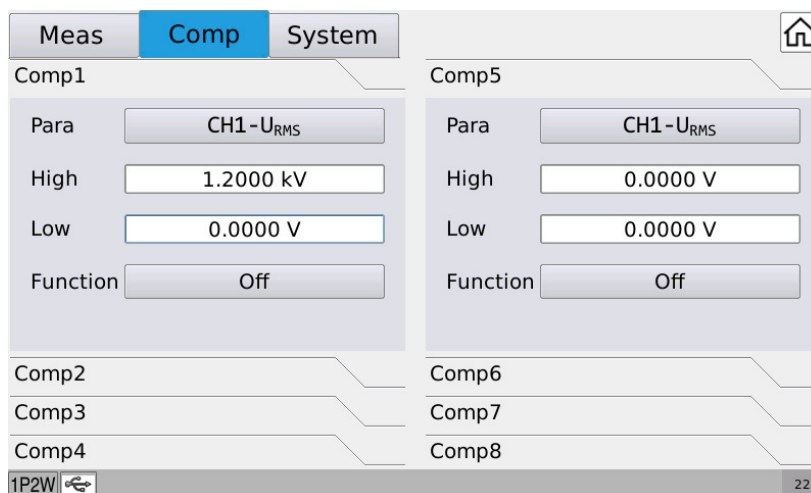 Meas Comp System
Comp1
Para CH1-URMS
High 1.2000 kV
Low 0.0000 V
Function Off
Comp2
Comp3
Comp4
Comp5
Para CH1-URMS
High 0.0000 V
Low 0.0000 V
Function Off
Comp6
Comp7
Comp8
1P2W 22